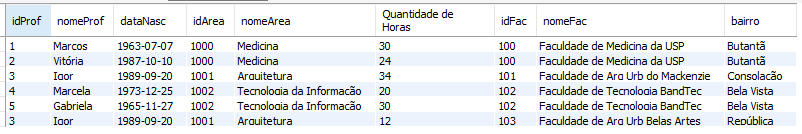 idProf nomeProf dataNasc idArea nomeArea Quantidade de Horas idFac nomeFac bairro
1 Marcos 1963-07-07 1000 Medicina 30 100 Faculdade de Medicina da USP Butantã
2 Vitória 1987-10-10 1000 Medicina 24 100 Faculdade de Medicina da USP Butantã
3 Igor 1989-09-20 1001 Arquitetura 34 101 Faculdade de Arq Urb do Mackenzie Consolação
4 Marcela 1973-12-25 1002 Tecnologia da Informação 20 102 Faculdade de Tecnologia BandTec Bela Vista
5 Gabriela 1965-11-27 1002 Tecnologia da Informação 30 102 Faculdade de Tecnologia BandTec Bela Vista
3 Igor 1989-09-20 1001 Arquitetura 12 103 Faculdade de Arq Urb Belas Artes República